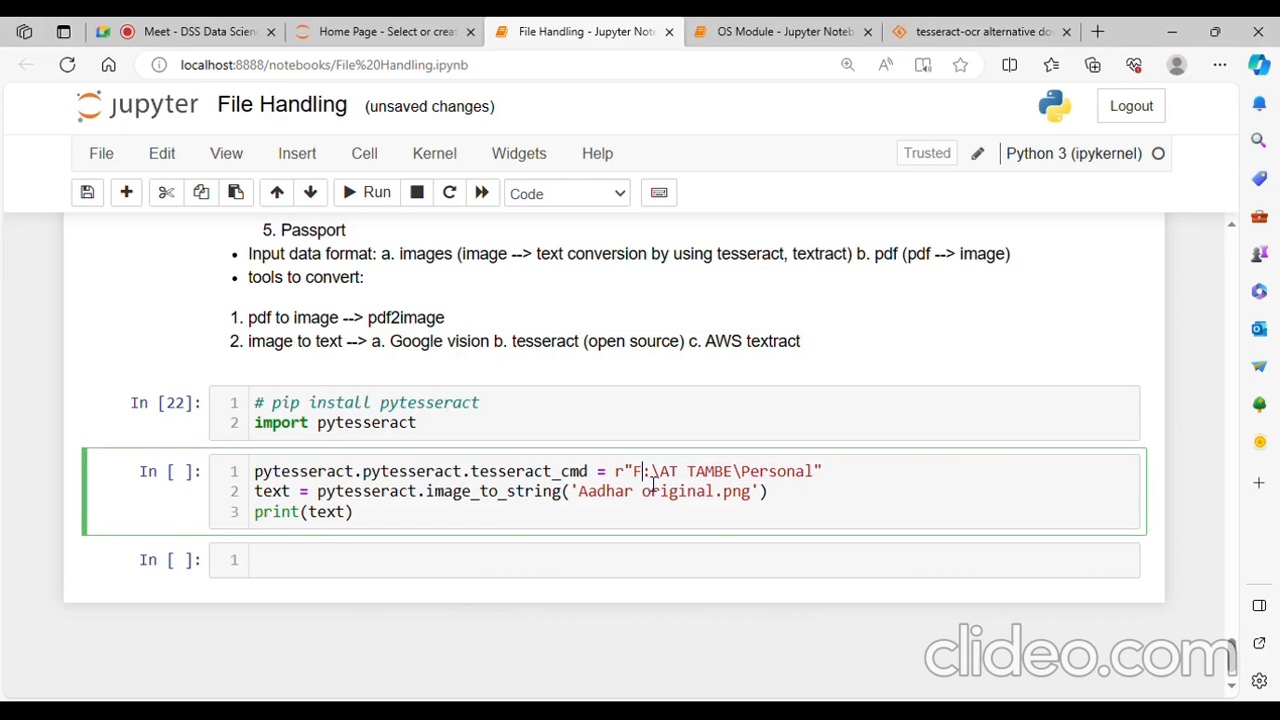 Meet - DSS Data Scien
Home Page - Select or creat
File Handling - Jupyter Note
OS Module - Jupyter Noteb
tesseract-ocr alternative do
localhost:8888/notebooks/File%20Handling.ipynb
jupyter File Handling (unsaved changes)
Logout
File Edit View Insert Cell Kernel Widgets Help
Trusted Python 3 (ipykernel)
Run Code
5. Passport
• Input data format: a. images (image --> text conversion by using tesseract, textract) b. pdf (pdf --> image)
• tools to convert:
1. pdf to image --> pdf2image
2. image to text --> a. Google vision b. tesseract (open source) c. AWS textract
In [22]: 1 # pip install pytesseract
2 import pytesseract
In [ ]: 1 pytesseract.pytesseract.tesseract_cmd = r"F:\AT TAMBE\Personal"
2 text = pytesseract.image_to_string('Aadhar original.png')
3 print(text)
In [ ]: 1
clideo.com